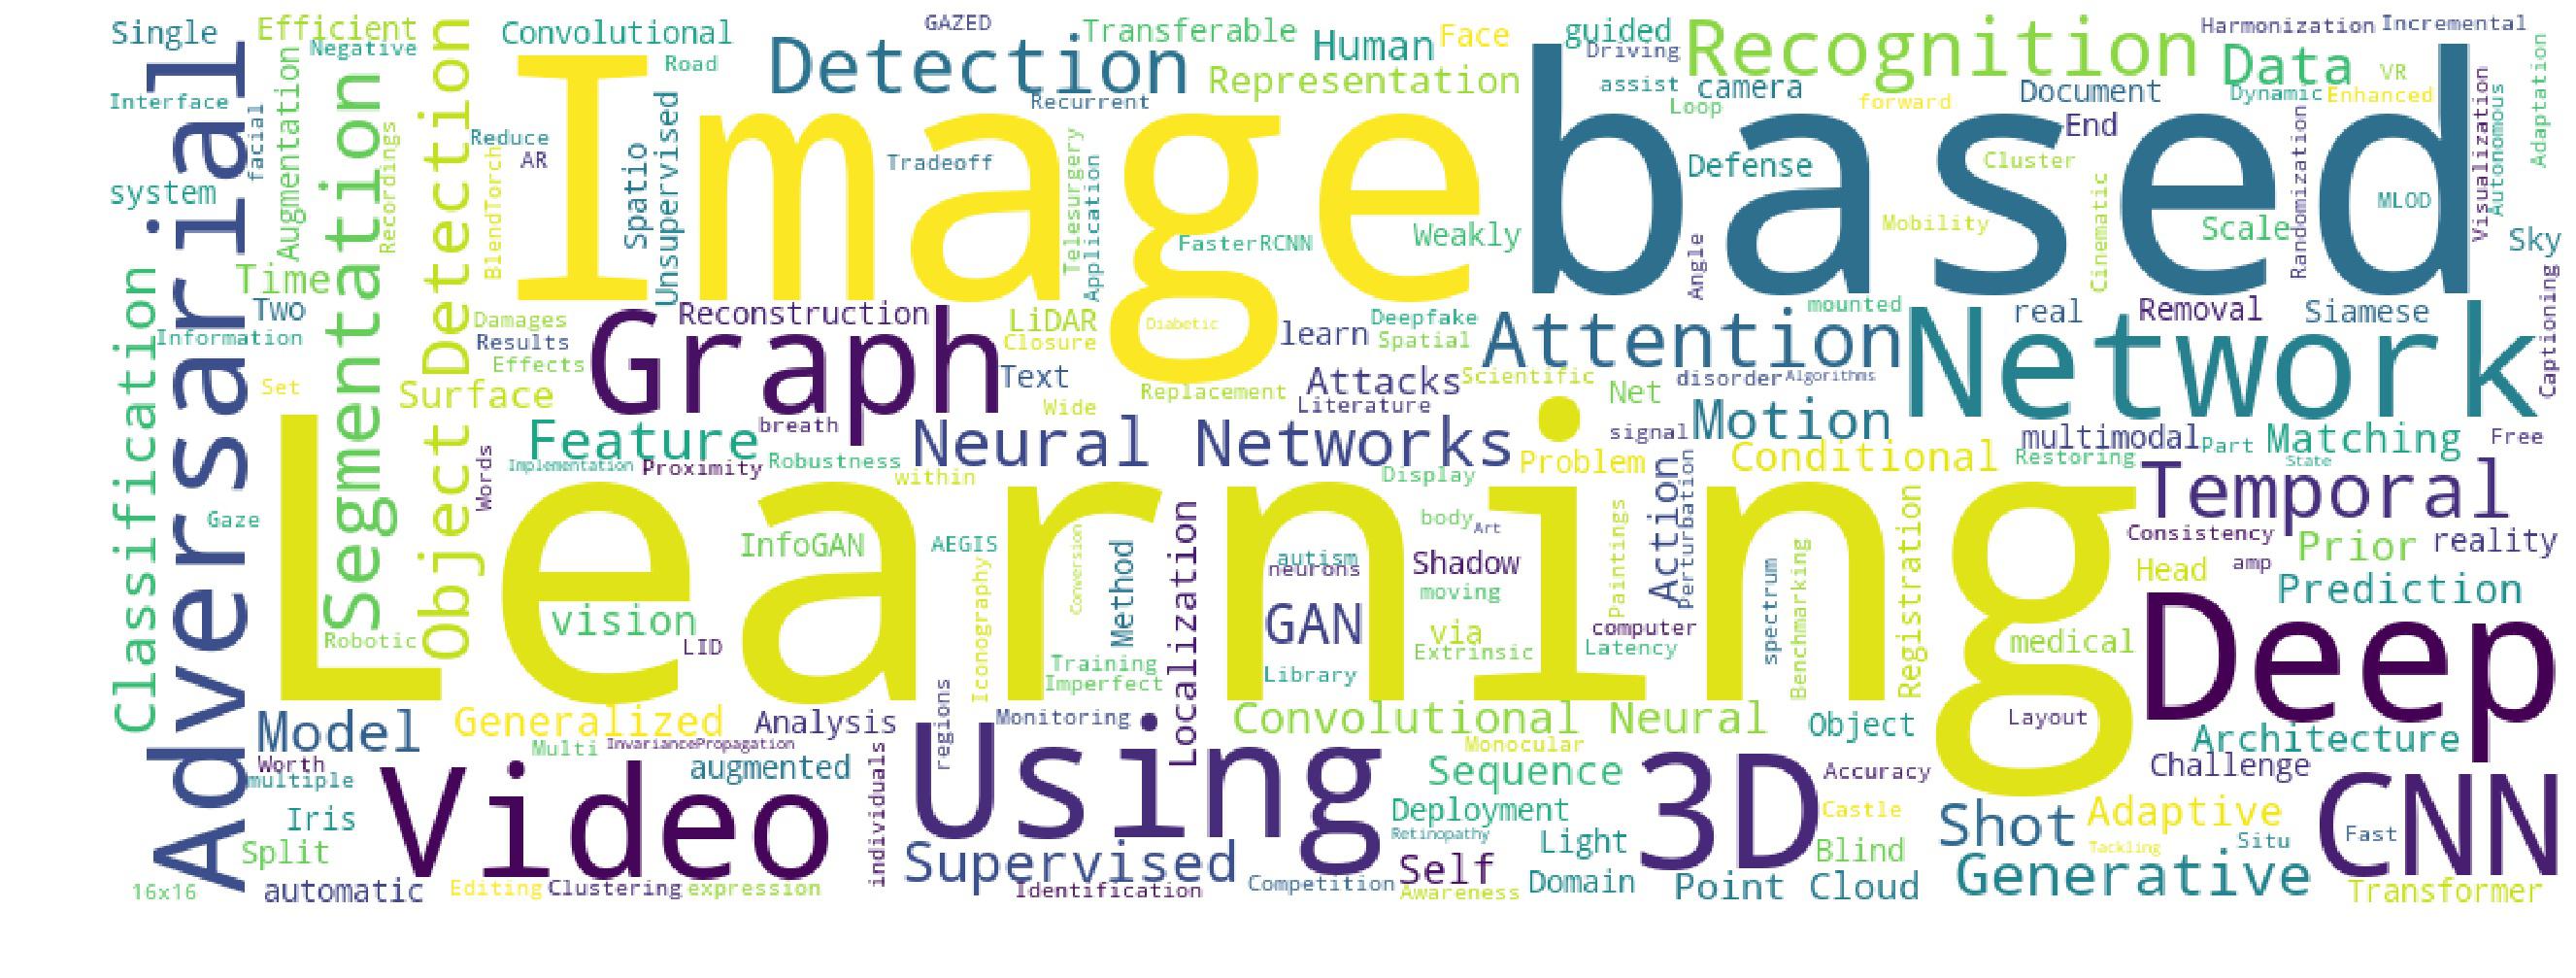 Single
Efficient
Negative
Convolutional
Road
Detection
GAZED
Transferable
Human
Face
guided
Driving
Recognition
Harmonization
Incremental
Representation
Recurrent
assist
camera
Loop
forward
Document
Data
VR
Dynamic
Enhanced
Adaptation
Interface
facial
Augmentation
Recordings
Reduce
AR
BlendTorch
Spatio
Unsupervised
Image
Tradeoff
Telesurgery
Application
FasterRCNN
Weakly
based
Defense
End
Cluster
Mobility
Angle
Cinematic
Scale
Randomization
MLOD
Visualization
Autonomous
Sky
system
Adversarial
Segmentation
Object Detection
Time
Two
Information
Classification
Set
Damages
Results
Effects
Surface
Graph
Reconstruction
LiDAR
Closure
Text
Wide
Diabetic
learn
Deepfake
Spatial
Attention
mounted
real
Removal
Siamese
Captioning
Network
Replacement
Attacks
Scientific
Literature
Net
disorder
Algorithms
Motion
signal
multimodal
Part
Matching
Free
State
Restoring
Feature
breath
Neural Networks
Implementation
Proximity
Robustness
within
Words
Display
Problem
Conditional
Temporal
Gaze
Learning
InfoGAN
AEGIS
Conversion
Iconography
Method
Localization
body
Art
autism
neurons
Shadow
moving
Paintings
Action
Perturbation
spectrum
Benchmarking
Registration
Consistency
Prior
reality
Head
amp
Prediction
Robotic
vision
LID
Training
Imperfect
GAN
Library
via
Extrinsic
computer
Latency
medical
Deep
Model
Generalized
Analysis
Multi
InvariancePropagation
regions
Monitoring
Convolutional Neural
Monocular
Object
Layout
Architecture
Worth
multiple
Video
augmented
individuals
Using
Sequence
3D
Accuracy
Challenge
CNN
Iris
Split
Deployment
Retinopathy
Light
Castle
Blind
Shot
Adaptive
Tackling
Situ
Fast
16x16
automatic
Editing
Clustering
expression
Supervised
Identification
Competition
Self
Awareness
Domain
Point Cloud
Generative
Transformer